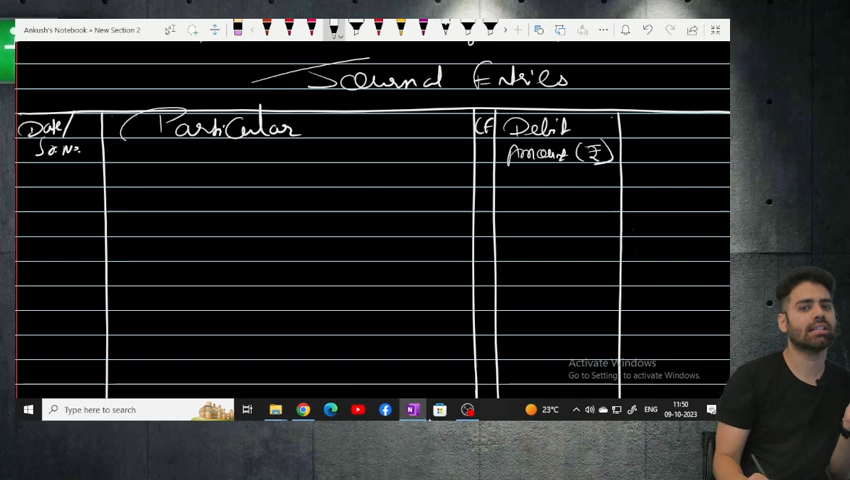 Ankush's Notebook » New Section 2
Journal Entries
Date/
Sr. No.
Particular
LF
Debit
Amount (₹)
Activate Windows
Go to Settings to activate Windows.
Type here to search
23°C
ENG
11:50
09-10-2023